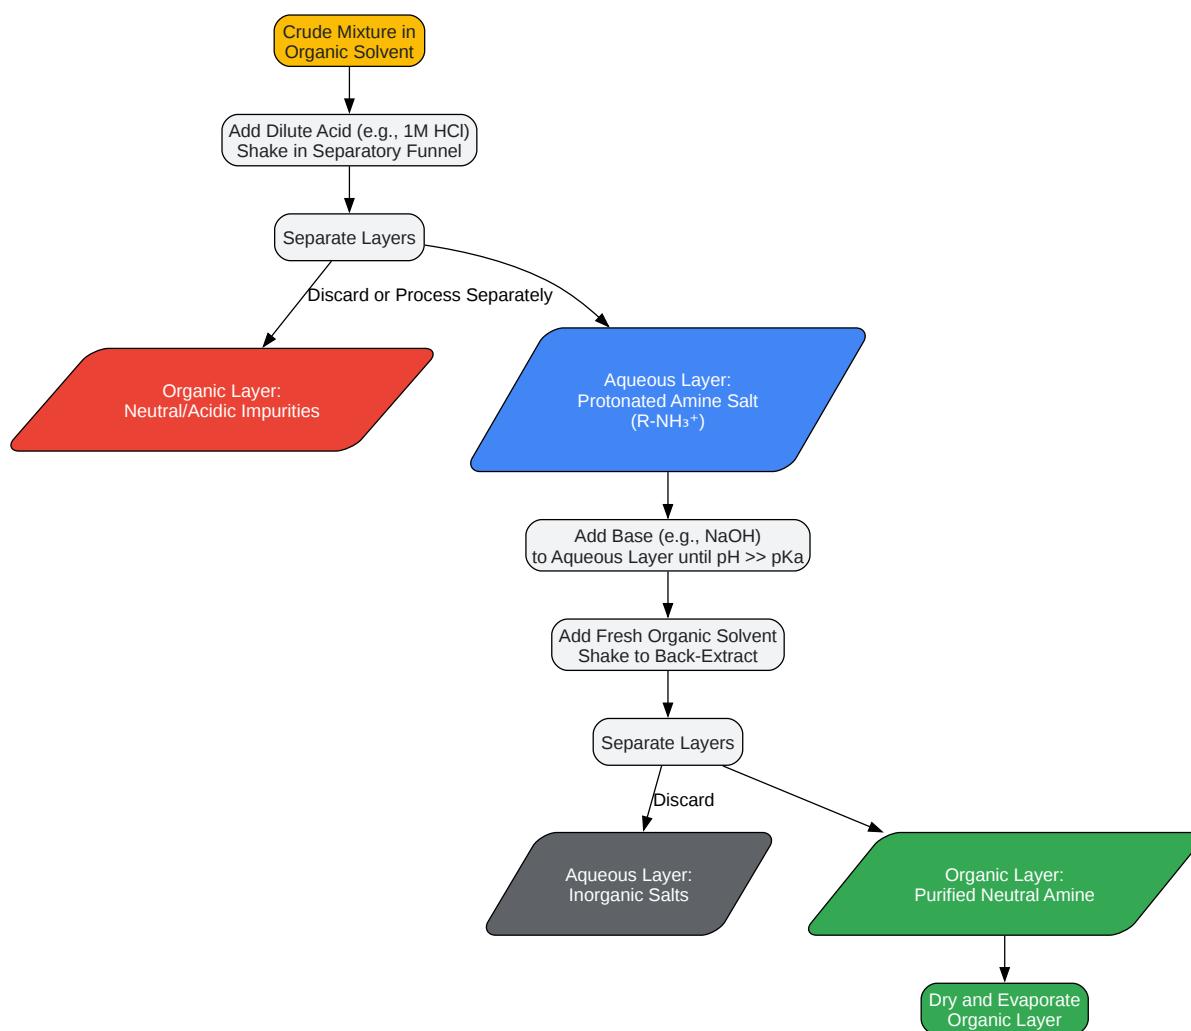 Crude Mixture in
Organic Solvent
Add Dilute Acid (e.g., 1M HCl)
Shake in Separatory Funnel
Separate Layers
Discard or Process Separately
Organic Layer:
Neutral/Acidic Impurities
Aqueous Layer:
Protonated Amine Salt
(R-NH₃⁺)
Add Base (e.g., NaOH)
to Aqueous Layer until pH >> pKa
Add Fresh Organic Solvent
Shake to Back-Extract
Separate Layers
Discard
Aqueous Layer:
Inorganic Salts
Organic Layer:
Purified Neutral Amine
Dry and Evaporate
Organic Layer